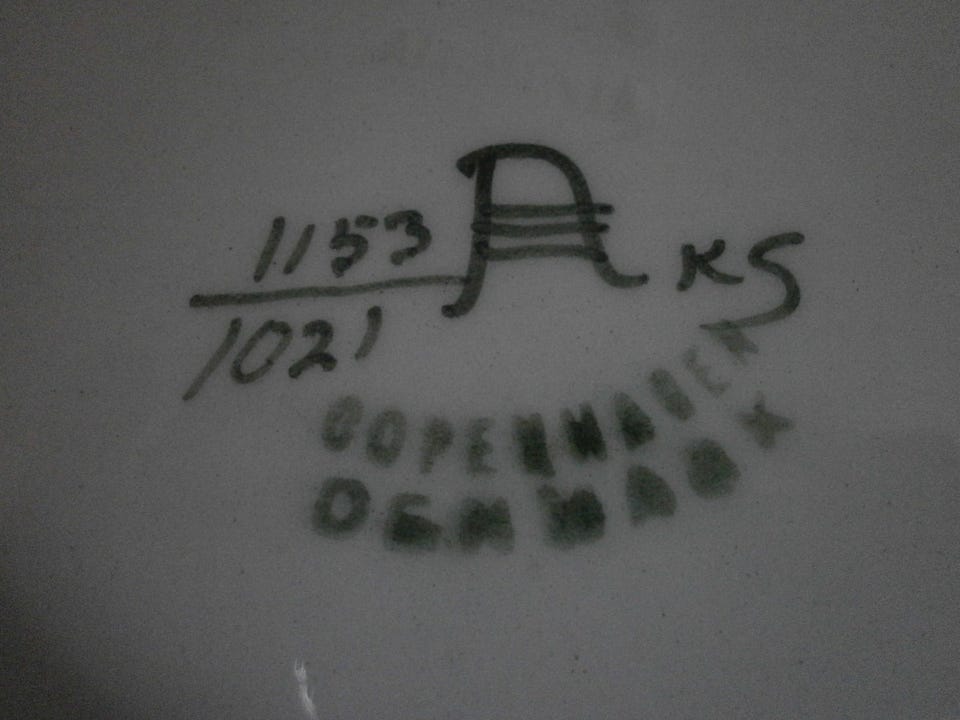 1153 A KS
1021
COPENHAGEN
DENMARK